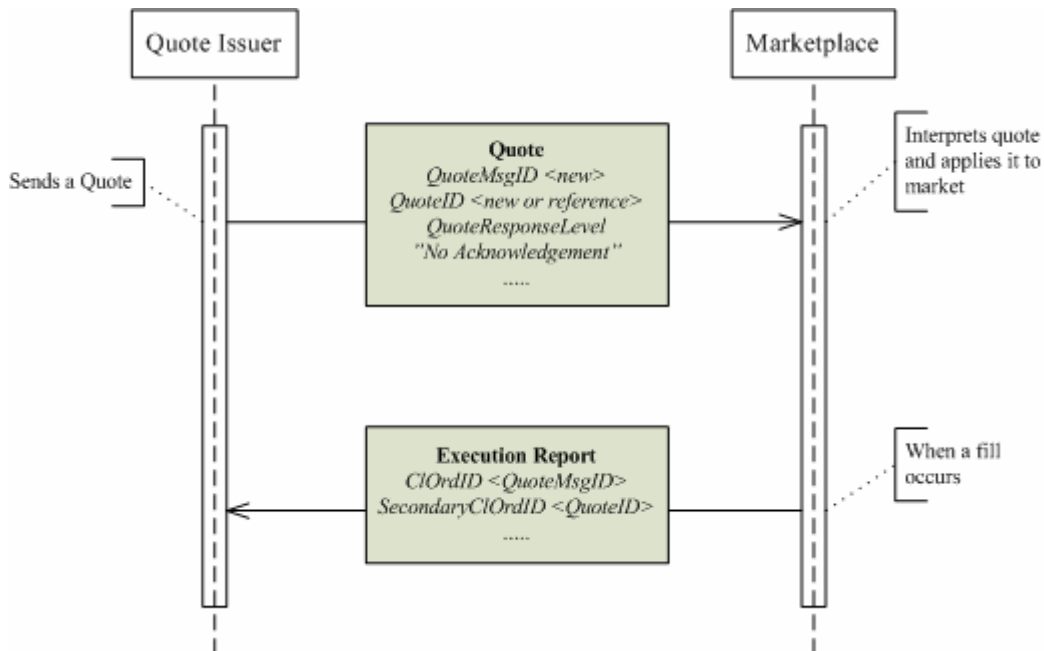 Quote Issuer
Marketplace
Sends a Quote
Quote
QuoteMsgID <new>
QuoteID <new or reference>
QuoteResponseLevel
"No Acknowledgement"
.....
Interprets quote
and applies it to
market
Execution Report
ClOrdID <QuoteMsgID>
SecondaryClOrdID <QuoteID>
.....
When a fill
occurs